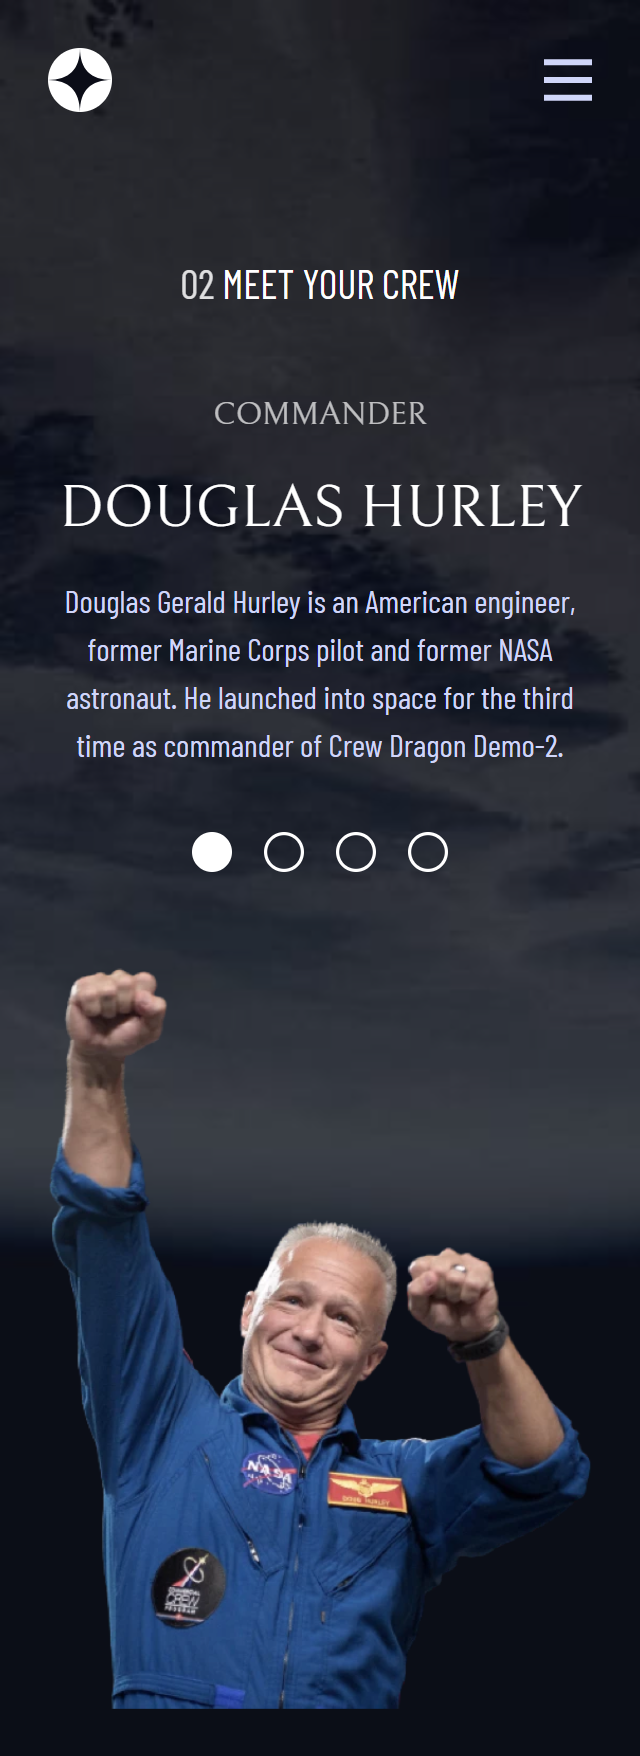 02 MEET YOUR CREW
COMMANDER
DOUGLAS HURLEY
Douglas Gerald Hurley is an American engineer,
former Marine Corps pilot and former NASA
astronaut. He launched into space for the third
time as commander of Crew Dragon Demo-2.
NASA
DOUG HURLEY
COMMERCIAL
CREW
PROGRAM